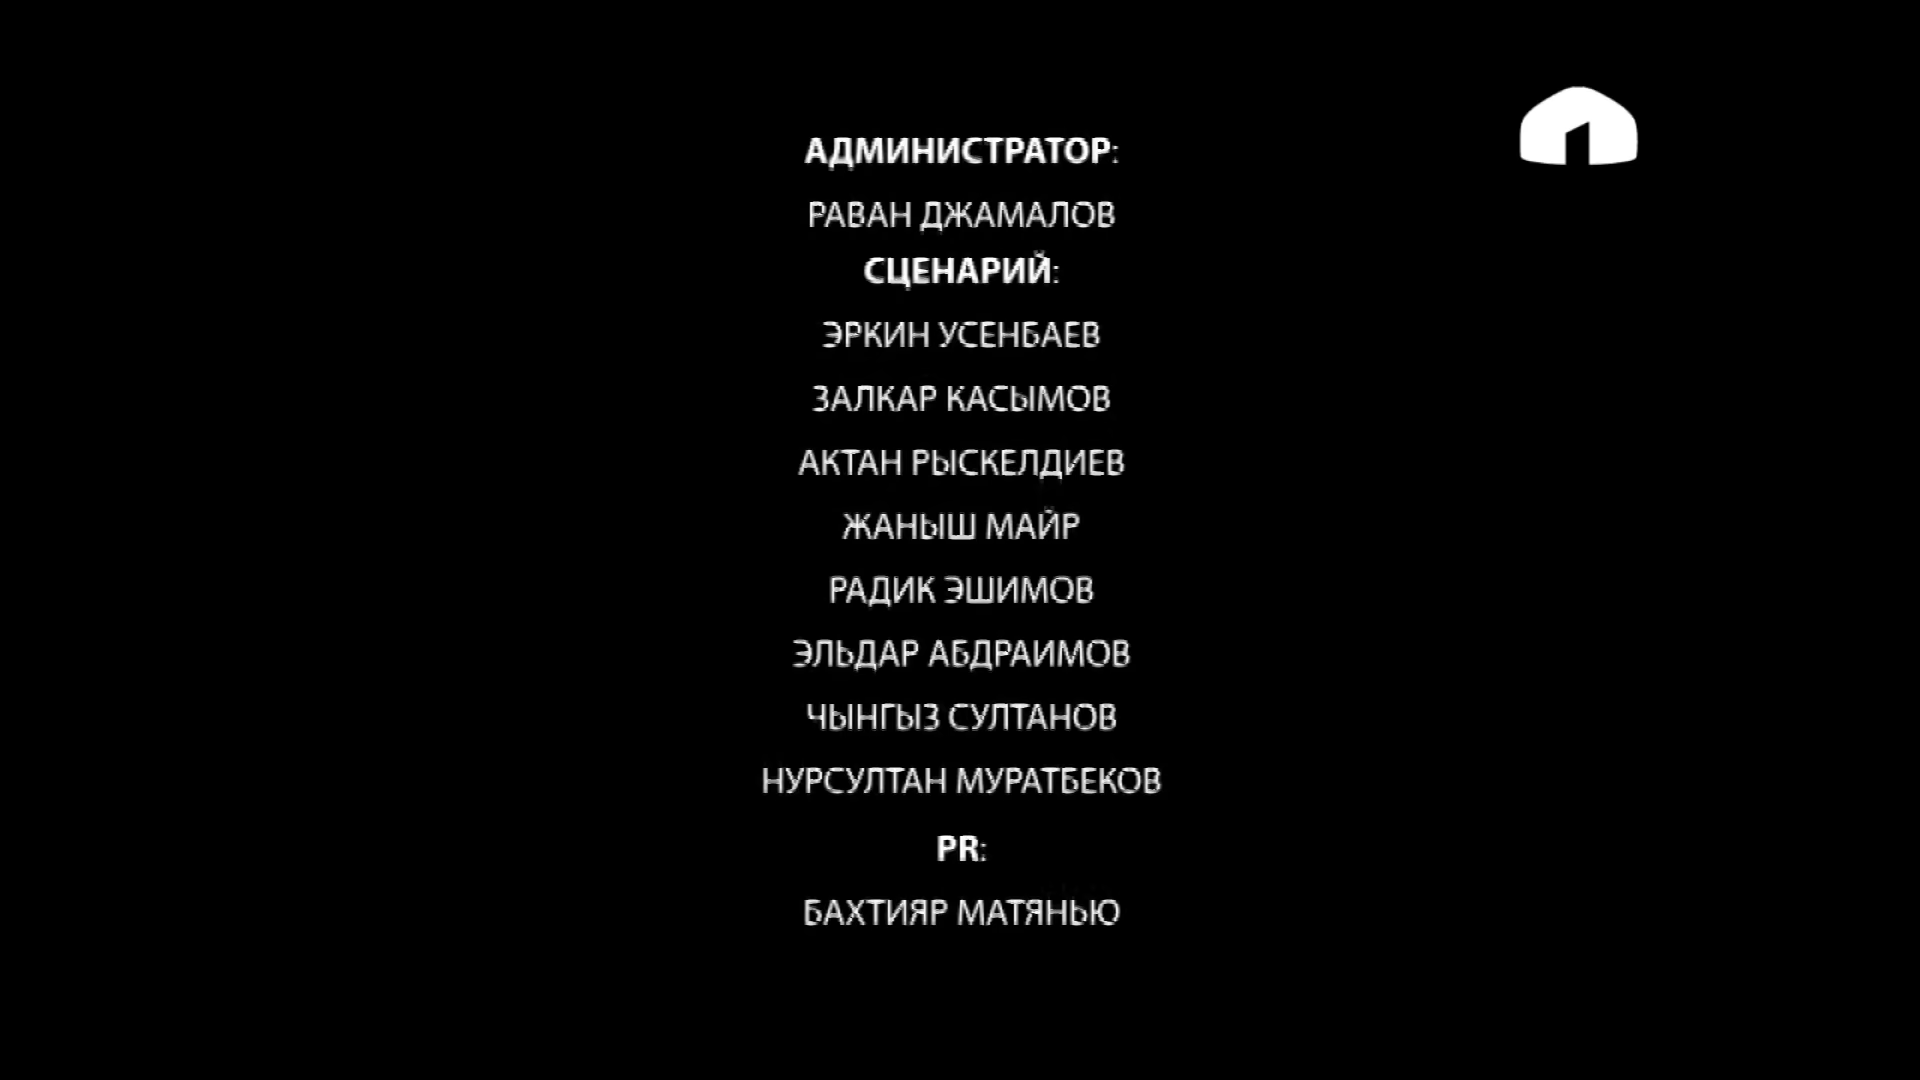 АДМИНИСТРАТОР:
РАВАН ДЖАМАЛОВ
СЦЕНАРИЙ:
ЭРКИН УСЕНБАЕВ
ЗАЛКАР КАСЫМОВ
АКТАН РЫСКЕЛДИЕВ
ЖАНЫШ МАЙР
РАДИК ЭШИМОВ
ЭЛЬДАР АБДРАИМОВ
ЧЫНГЫЗ СУЛТАНОВ
НУРСУЛТАН МУРАТБЕКОВ
PR:
БАХТИЯР МАТЯНЬЮ